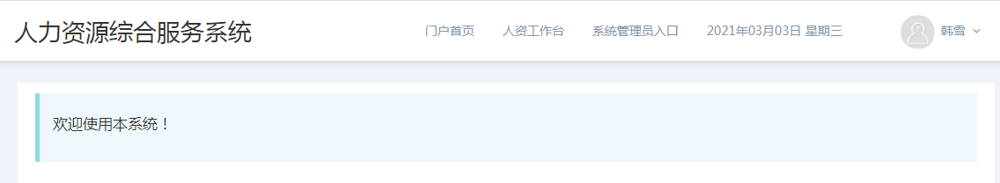 人力资源综合服务系统 门户首页 人资工作台 系统管理员入口 2021年03月03日 星期三 韩雪
欢迎使用本系统！